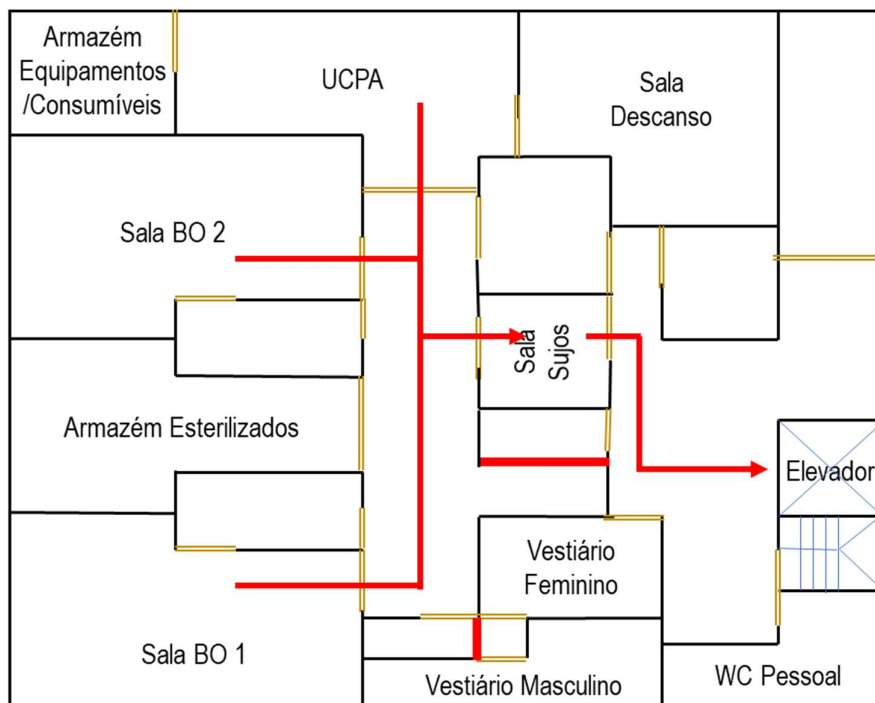 Armazém
Equipamentos
/Consumíveis
UCPA
Sala
Descanso
Sala BO 2
Sala
Sujos
Armazém Esterilizados
Elevador
Vestiário
Feminino
Sala BO 1
Vestiário Masculino
WC Pessoal